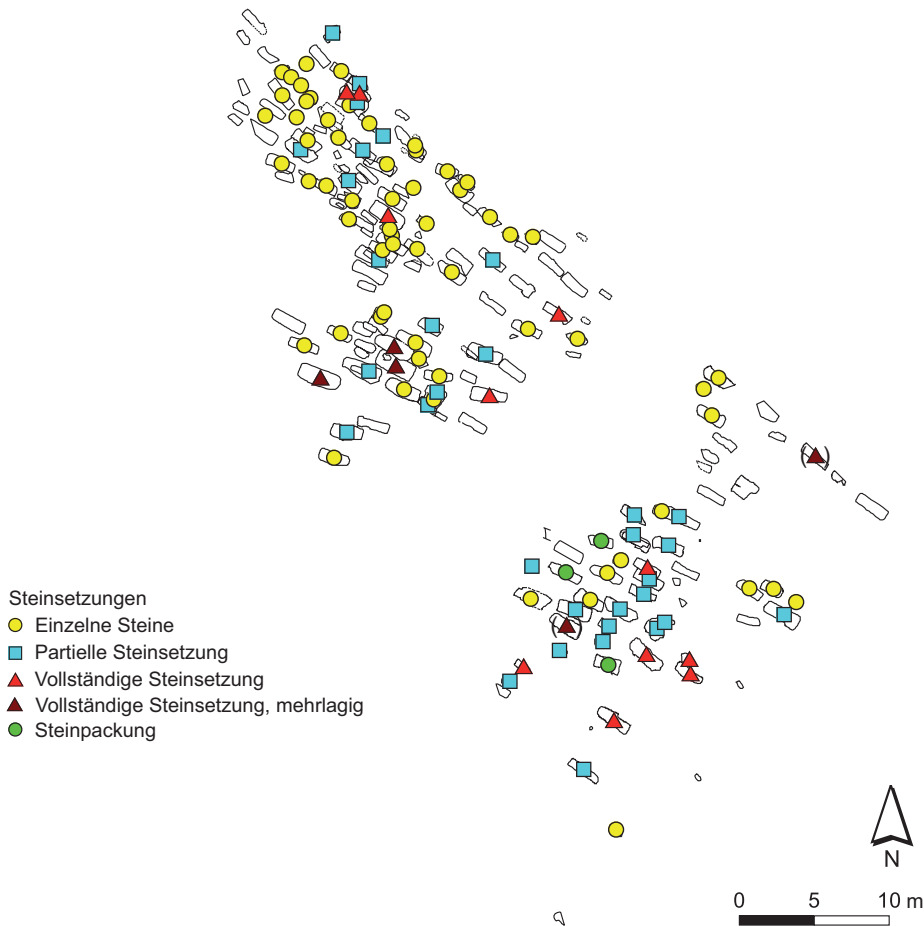 Steinsetzungen
Einzelne Steine
Partielle Steinsetzung
Vollständige Steinsetzung
Vollständige Steinsetzung, mehrlagig
Steinpackung
N
0 5 10 m